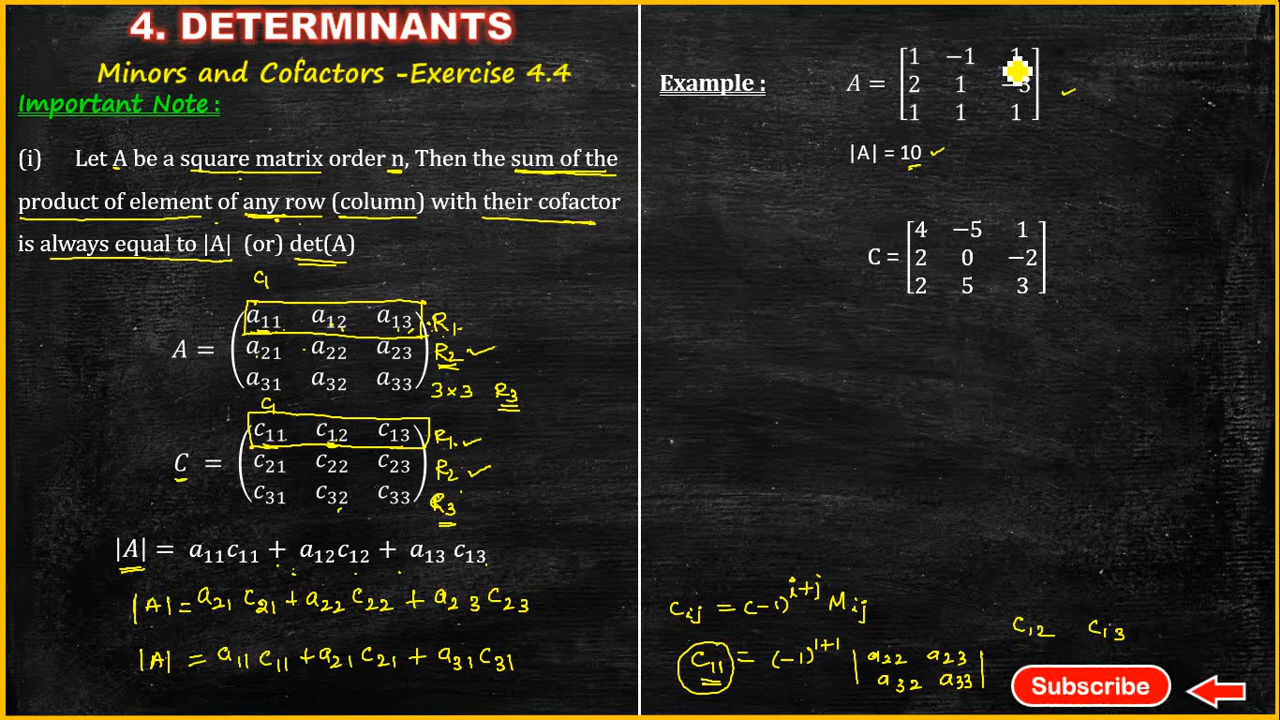 4. DETERMINANTS
Minors and Cofactors -Exercise 4.4
Important Note :
(i) Let A be a square matrix order n, Then the sum of the
product of element of any row (column) with their cofactor
is always equal to |A| (or) det(A)
C₁
a₁₁ a₁₂ a₁₃ R₁
A = a₂₁ a₂₂ a₂₃ R₂ ✓
a₃₁ a₃₂ a₃₃ 3×3 R₃
C₁
c₁₁ c₁₂ c₁₃ R₁ ✓
C = c₂₁ c₂₂ c₂₃ R₂ ✓
c₃₁ c₃₂ c₃₃ R₃
|A| = a₁₁c₁₁ + a₁₂c₁₂ + a₁₃ c₁₃
|A| = a₂₁ c₂₁ + a₂₂ c₂₂ + a₂₃ c₂₃
|A| = a₁₁ c₁₁ + a₂₁ c₂₁ + a₃₁ c₃₁
1 −1 1
Example : A = 2 1 −3 ✓
1 1 1
|A| = 10 ✓
4 −5 1
C = 2 0 −2
2 5 3
Cᵢⱼ = (-1)ⁱ⁺ʲ Mᵢⱼ
C₁₂ C₁₃
C₁₁ = (-1)¹⁺¹ | a₂₂ a₂₃ |
a₃₂ a₃₃
Subscribe